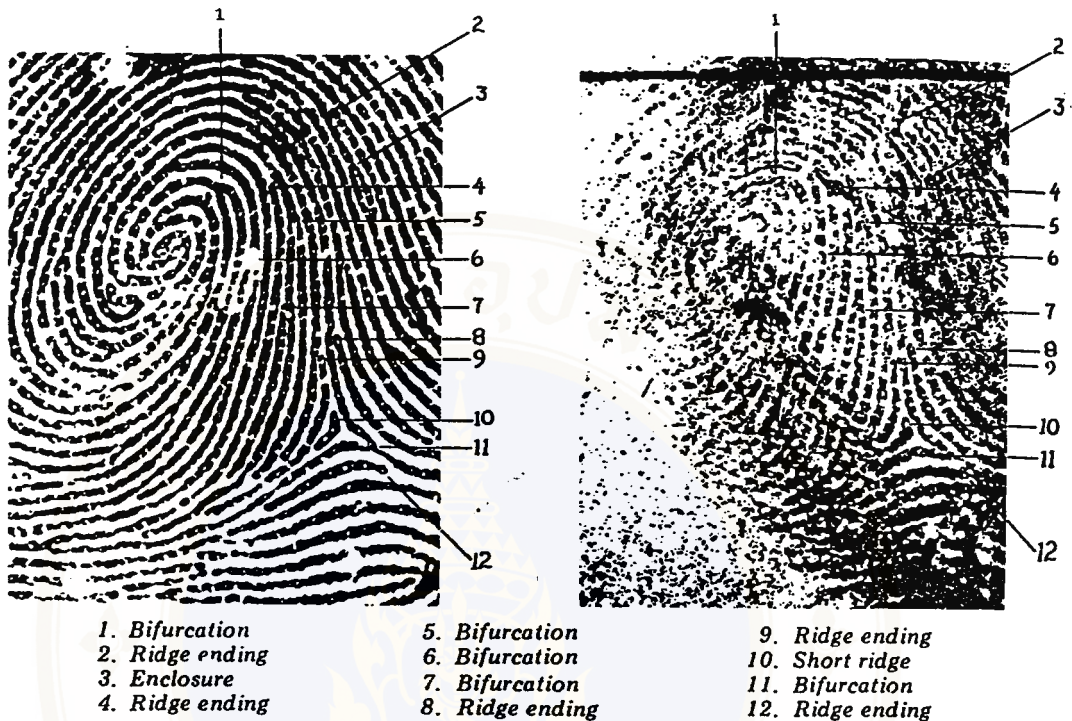 1
2
3
4
5
6
7
8
9
10
11
12
1
2
3
4
5
6
7
8
9
10
11
12
1. Bifurcation
2. Ridge ending
3. Enclosure
4. Ridge ending
5. Bifurcation
6. Bifurcation
7. Bifurcation
8. Ridge ending
9. Ridge ending
10. Short ridge
11. Bifurcation
12. Ridge ending